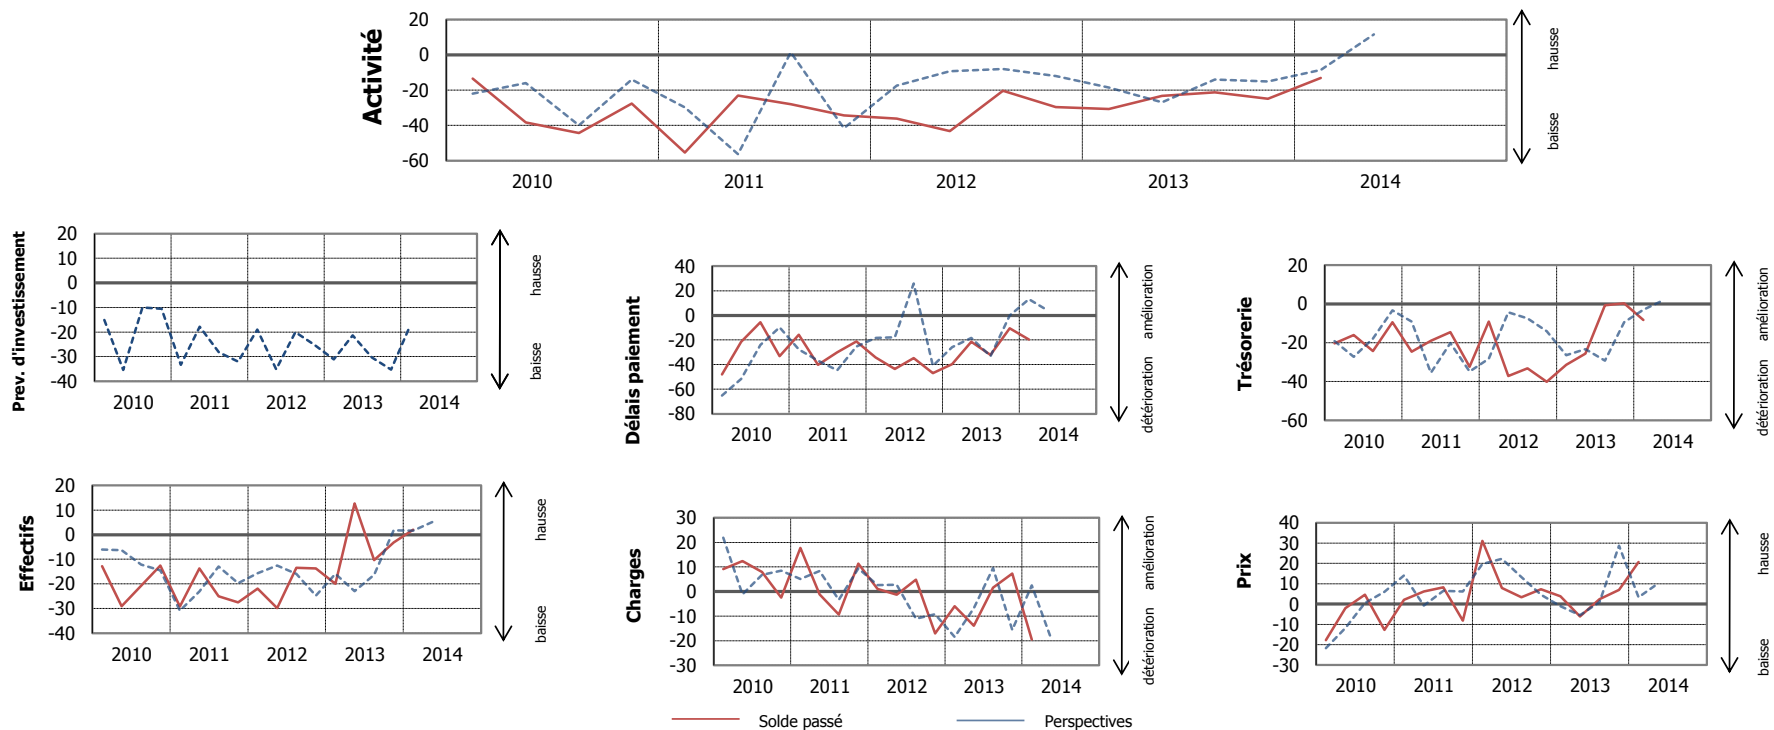 Activité
20
0
-20
-40
-60
2010 2011 2012 2013 2014
hausse
baisse
Prev. d'investissement
20
10
0
-10
-20
-30
-40
2010 2011 2012 2013 2014
hausse
baisse
Délais paiement
40
20
0
-20
-40
-60
-80
2010 2011 2012 2013 2014
amélioration
détérioration
Trésorerie
20
0
-20
-40
-60
2010 2011 2012 2013 2014
amélioration
détérioration
Effectifs
20
10
0
-10
-20
-30
-40
2010 2011 2012 2013 2014
hausse
baisse
Charges
30
20
10
0
-10
-20
-30
2010 2011 2012 2013 2014
amélioration
détérioration
Prix
40
30
20
10
0
-10
-20
-30
2010 2011 2012 2013 2014
hausse
baisse
Solde passé Perspectives